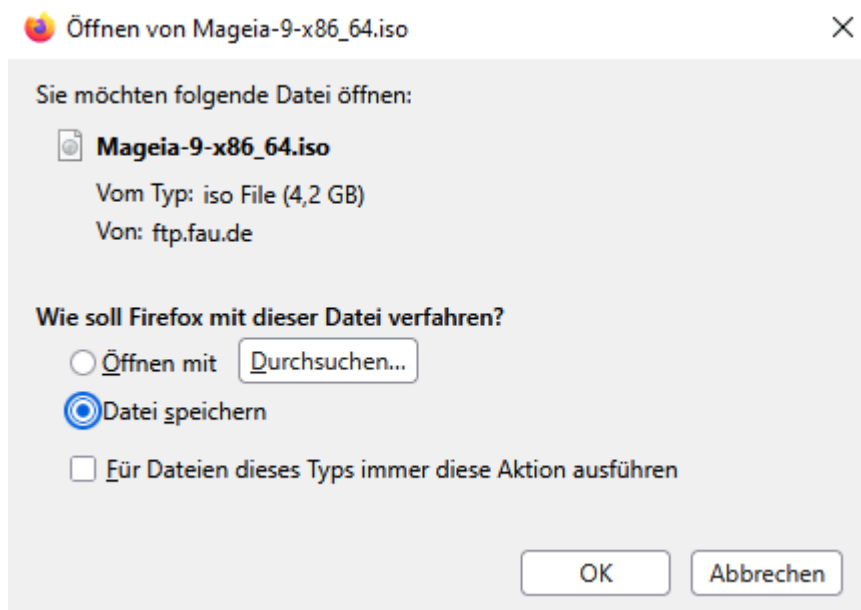 Öffnen von Mageia-9-x86_64.iso
Sie möchten folgende Datei öffnen:
Mageia-9-x86_64.iso
Vom Typ: iso File (4,2 GB)
Von: ftp.fau.de
Wie soll Firefox mit dieser Datei verfahren?
Öffnen mit Durchsuchen...
Datei speichern
Für Dateien dieses Typs immer diese Aktion ausführen
OK Abbrechen